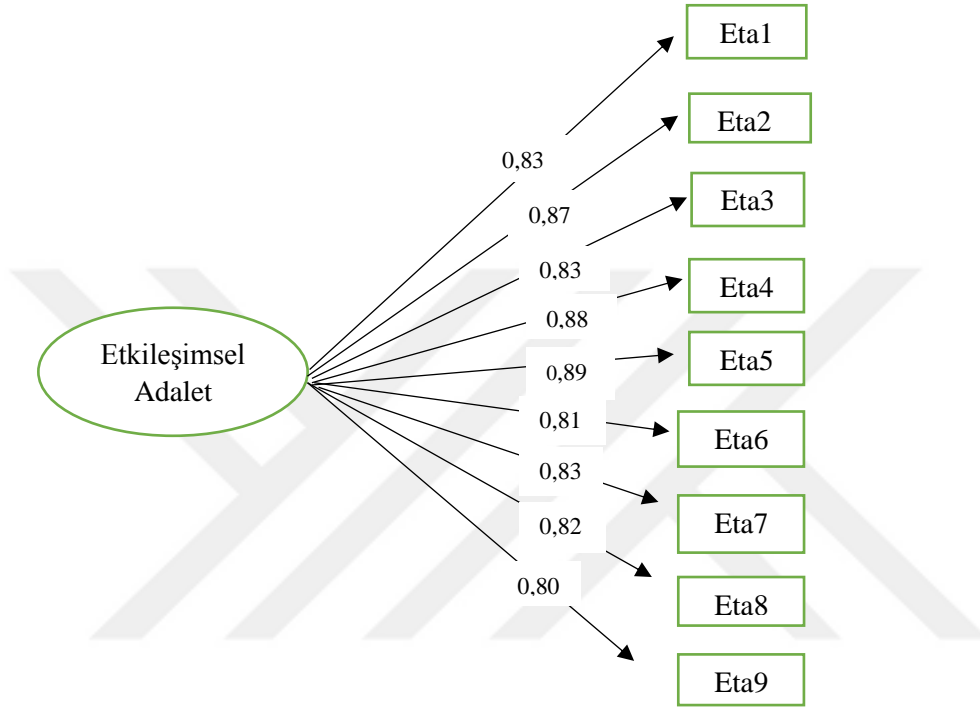 Eta1
Eta2
0,83
Eta3
0,87
0,83
Eta4
0,88
Etkileşimsel
Adalet
Eta5
0,89
0,81
Eta6
0,83
Eta7
0,82
0,80
Eta8
Eta9